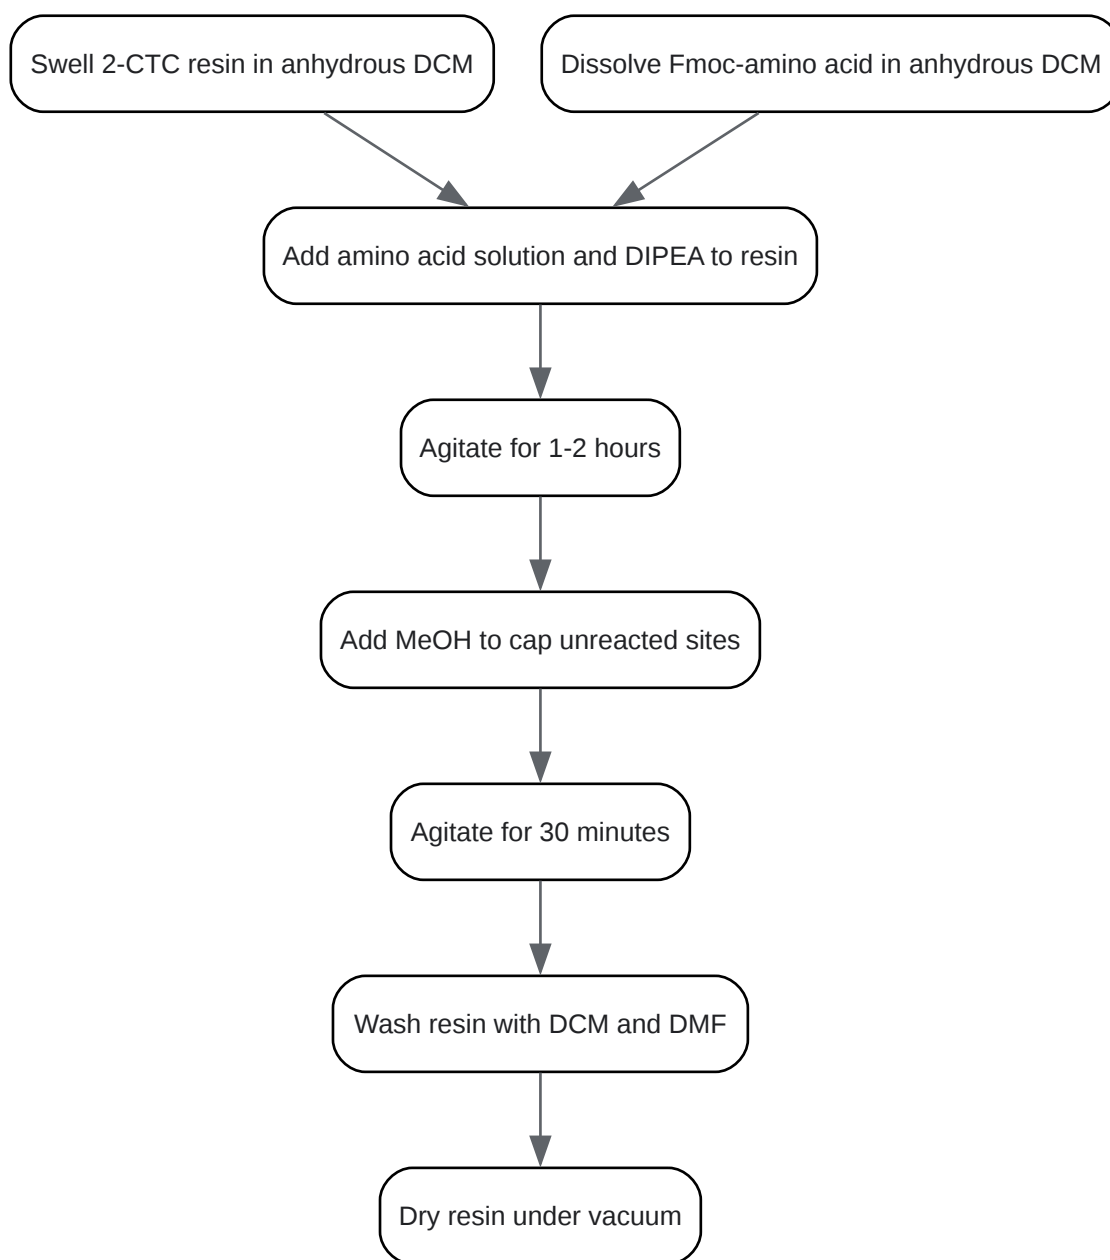 Swell 2-CTC resin in anhydrous DCM
Dissolve Fmoc-amino acid in anhydrous DCM
Add amino acid solution and DIPEA to resin
Agitate for 1-2 hours
Add MeOH to cap unreacted sites
Agitate for 30 minutes
Wash resin with DCM and DMF
Dry resin under vacuum